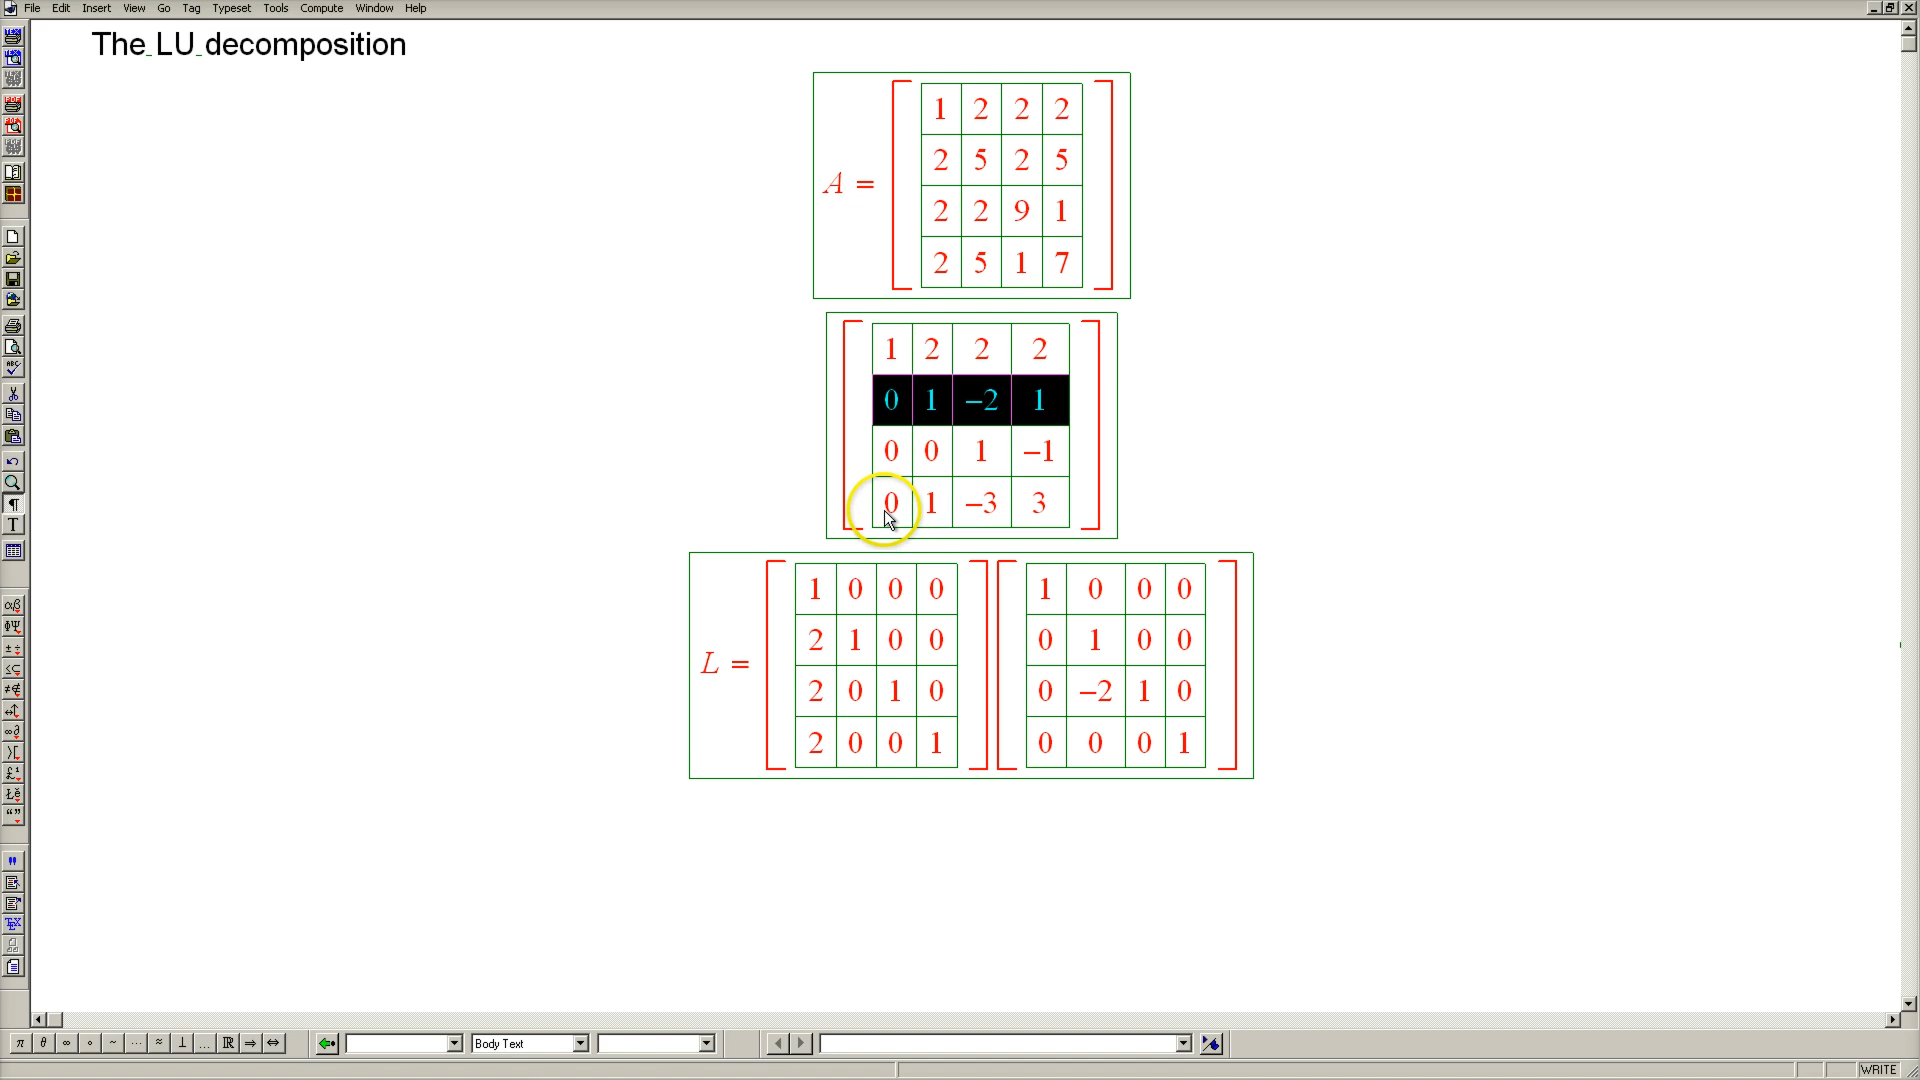 File Edit Insert View Go Tag Typeset Tools Compute Window Help
The LU decomposition
A =
1 2 2 2
2 5 2 5
2 2 9 1
2 5 1 7
1 2 2 2
0 1 −2 1
0 0 1 −1
0 1 −3 3
L =
1 0 0 0 1 0 0 0
2 1 0 0 0 1 0 0
2 0 1 0 0 −2 1 0
2 0 0 1 0 0 0 1
Body Text
WRITE